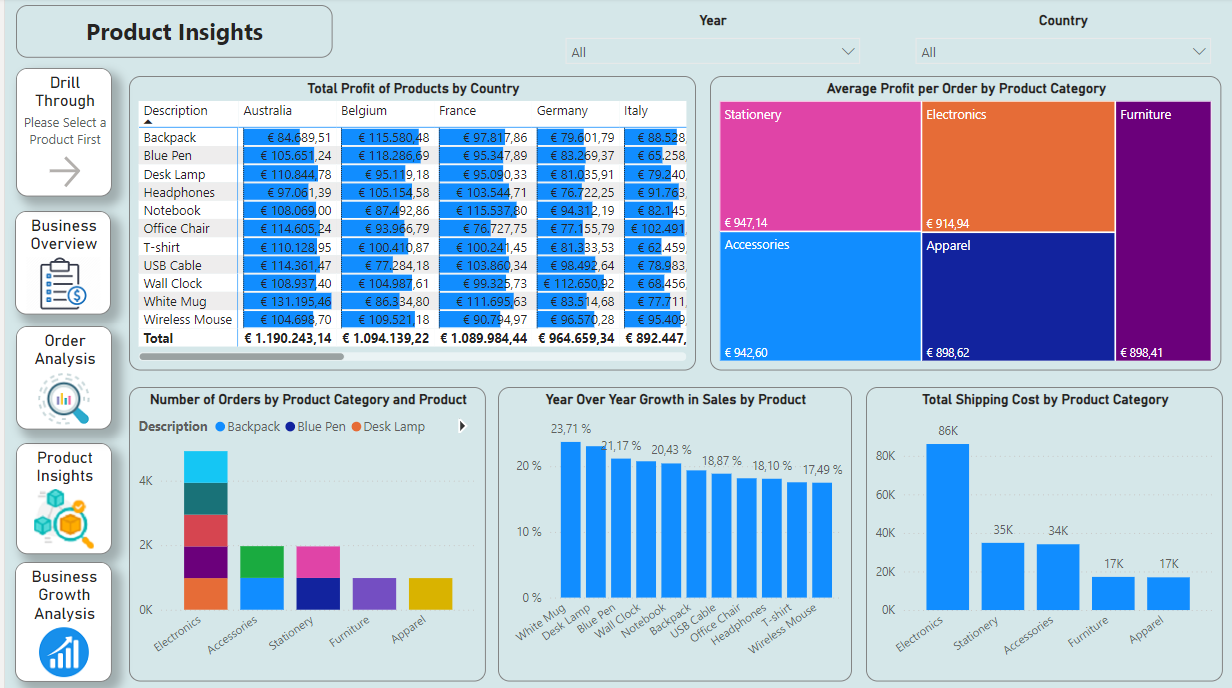 Product Insights
Year
All
Country
All
Drill
Through
Please Select a
Product First
Business
Overview
Order
Analysis
Product
Insights
Business
Growth
Analysis
Total Profit of Products by Country
Description Australia Belgium France Germany Italy
Backpack € 84.689,51 € 115.580,48 € 97.817,86 € 79.601,79 € 88.528,
Blue Pen € 105.651,24 € 118.286,69 € 95.347,89 € 83.269,37 € 65.258,
Desk Lamp € 110.844,78 € 95.119,18 € 95.090,33 € 81.035,91 € 79.240,
Headphones € 97.061,39 € 105.154,58 € 103.544,71 € 76.722,25 € 91.763,
Notebook € 108.069,00 € 87.492,86 € 115.537,80 € 94.312,19 € 82.145,
Office Chair € 114.605,24 € 93.966,79 € 76.727,75 € 77.155,79 € 102.491,
T-shirt € 110.128,95 € 100.410,87 € 100.241,45 € 81.333,53 € 62.459,
USB Cable € 114.361,47 € 77.284,18 € 103.860,34 € 98.492,64 € 78.983,
Wall Clock € 108.937,40 € 104.987,61 € 99.325,73 € 112.650,92 € 68.456,
White Mug € 131.195,46 € 86.334,80 € 111.695,63 € 83.514,68 € 77.711,
Wireless Mouse € 104.698,70 € 109.521,18 € 90.794,97 € 96.570,28 € 95.409,
Total € 1.190.243,14 € 1.094.139,22 € 1.089.984,44 € 964.659,34 € 892.447,
Average Profit per Order by Product Category
Stationery
€ 947,14
Electronics
€ 914,94
Furniture
€ 898,41
Accessories
€ 942,60
Apparel
€ 898,62
Number of Orders by Product Category and Product
Description Backpack Blue Pen Desk Lamp
4K
2K
0K
Electronics
Accessories
Stationery
Furniture
Apparel
Year Over Year Growth in Sales by Product
23,71 %
21,17 %
20,43 %
18,87 %
18,10 %
17,49 %
20 %
10 %
0 %
White Mug
Desk Lamp
Blue Pen
Wall Clock
Notebook
Backpack
USB Cable
Office Chair
Headphones
T-shirt
Wireless Mouse
Total Shipping Cost by Product Category
86K
35K
34K
17K
17K
80K
60K
40K
20K
0K
Electronics
Stationery
Accessories
Furniture
Apparel